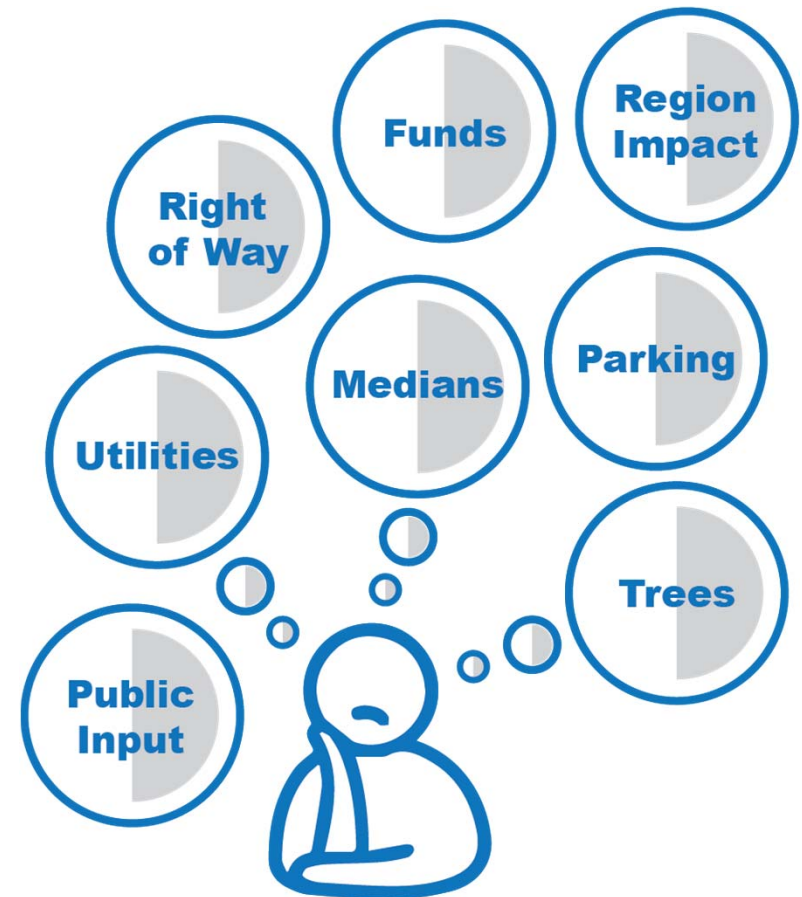 Funds
Region
Impact
Right
of Way
Medians
Parking
Utilities
Trees
Public
Input